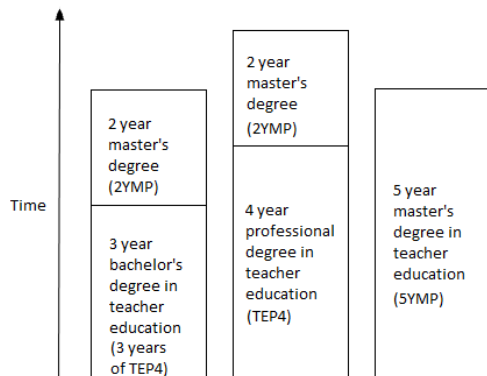 Time
2 year
master's
degree
(2YMP)
3 year
bachelor's
degree in
teacher
education
(3 years
of TEP4)
2 year
master's
degree
(2YMP)
4 year
professional
degree in
teacher
education
(TEP4)
5 year
master's
degree in
teacher
education
(5YMP)